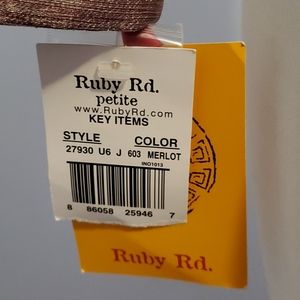 Ruby Rd.
petite
www.RubyRd.com
KEY ITEMS
STYLE COLOR
27930 U6 J 603 MERLOT
INO1013
8 86058 25946 7
Ruby Rd.